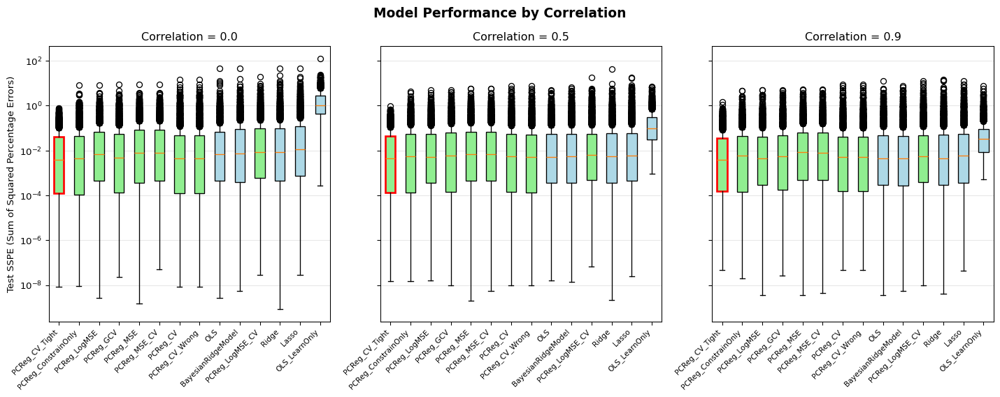 Model Performance by Correlation
Correlation = 0.0
Correlation = 0.5
Correlation = 0.9
Test SSPE (Sum of Squared Percentage Errors)
10²
10⁰
10⁻²
10⁻⁴
10⁻⁶
10⁻⁸
PCReg_CV_Tight
PCReg_ConstrainOnly
PCReg_LogMSE
PCReg_GCV
PCReg_MSE
PCReg_MSE_CV
PCReg_CV
PCReg_CV_Wrong
OLS
BayesianRidgeModel
PCReg_LogMSE_CV
Ridge
Lasso
OLS_LearnOnly
PCReg_CV_Tight
PCReg_ConstrainOnly
PCReg_LogMSE
PCReg_GCV
PCReg_MSE
PCReg_MSE_CV
PCReg_CV
PCReg_CV_Wrong
OLS
BayesianRidgeModel
PCReg_LogMSE_CV
Ridge
Lasso
OLS_LearnOnly
PCReg_CV_Tight
PCReg_ConstrainOnly
PCReg_LogMSE
PCReg_GCV
PCReg_MSE
PCReg_MSE_CV
PCReg_CV
PCReg_CV_Wrong
OLS
BayesianRidgeModel
PCReg_LogMSE_CV
Ridge
Lasso
OLS_LearnOnly